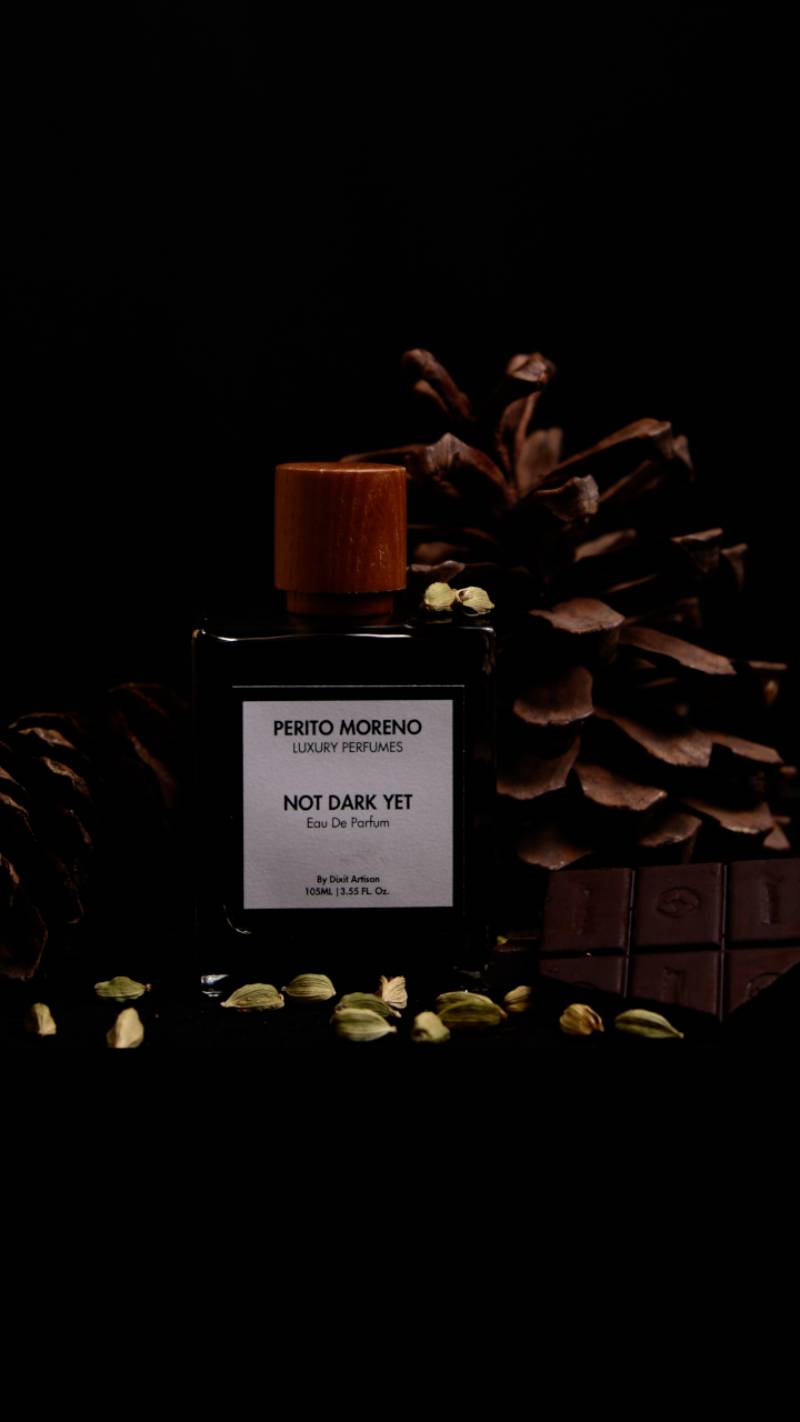 PERITO MORENO
LUXURY PERFUMES
NOT DARK YET
Eau De Parfum
By Dixit Artisan
105ML | 3.55 FL. Oz.